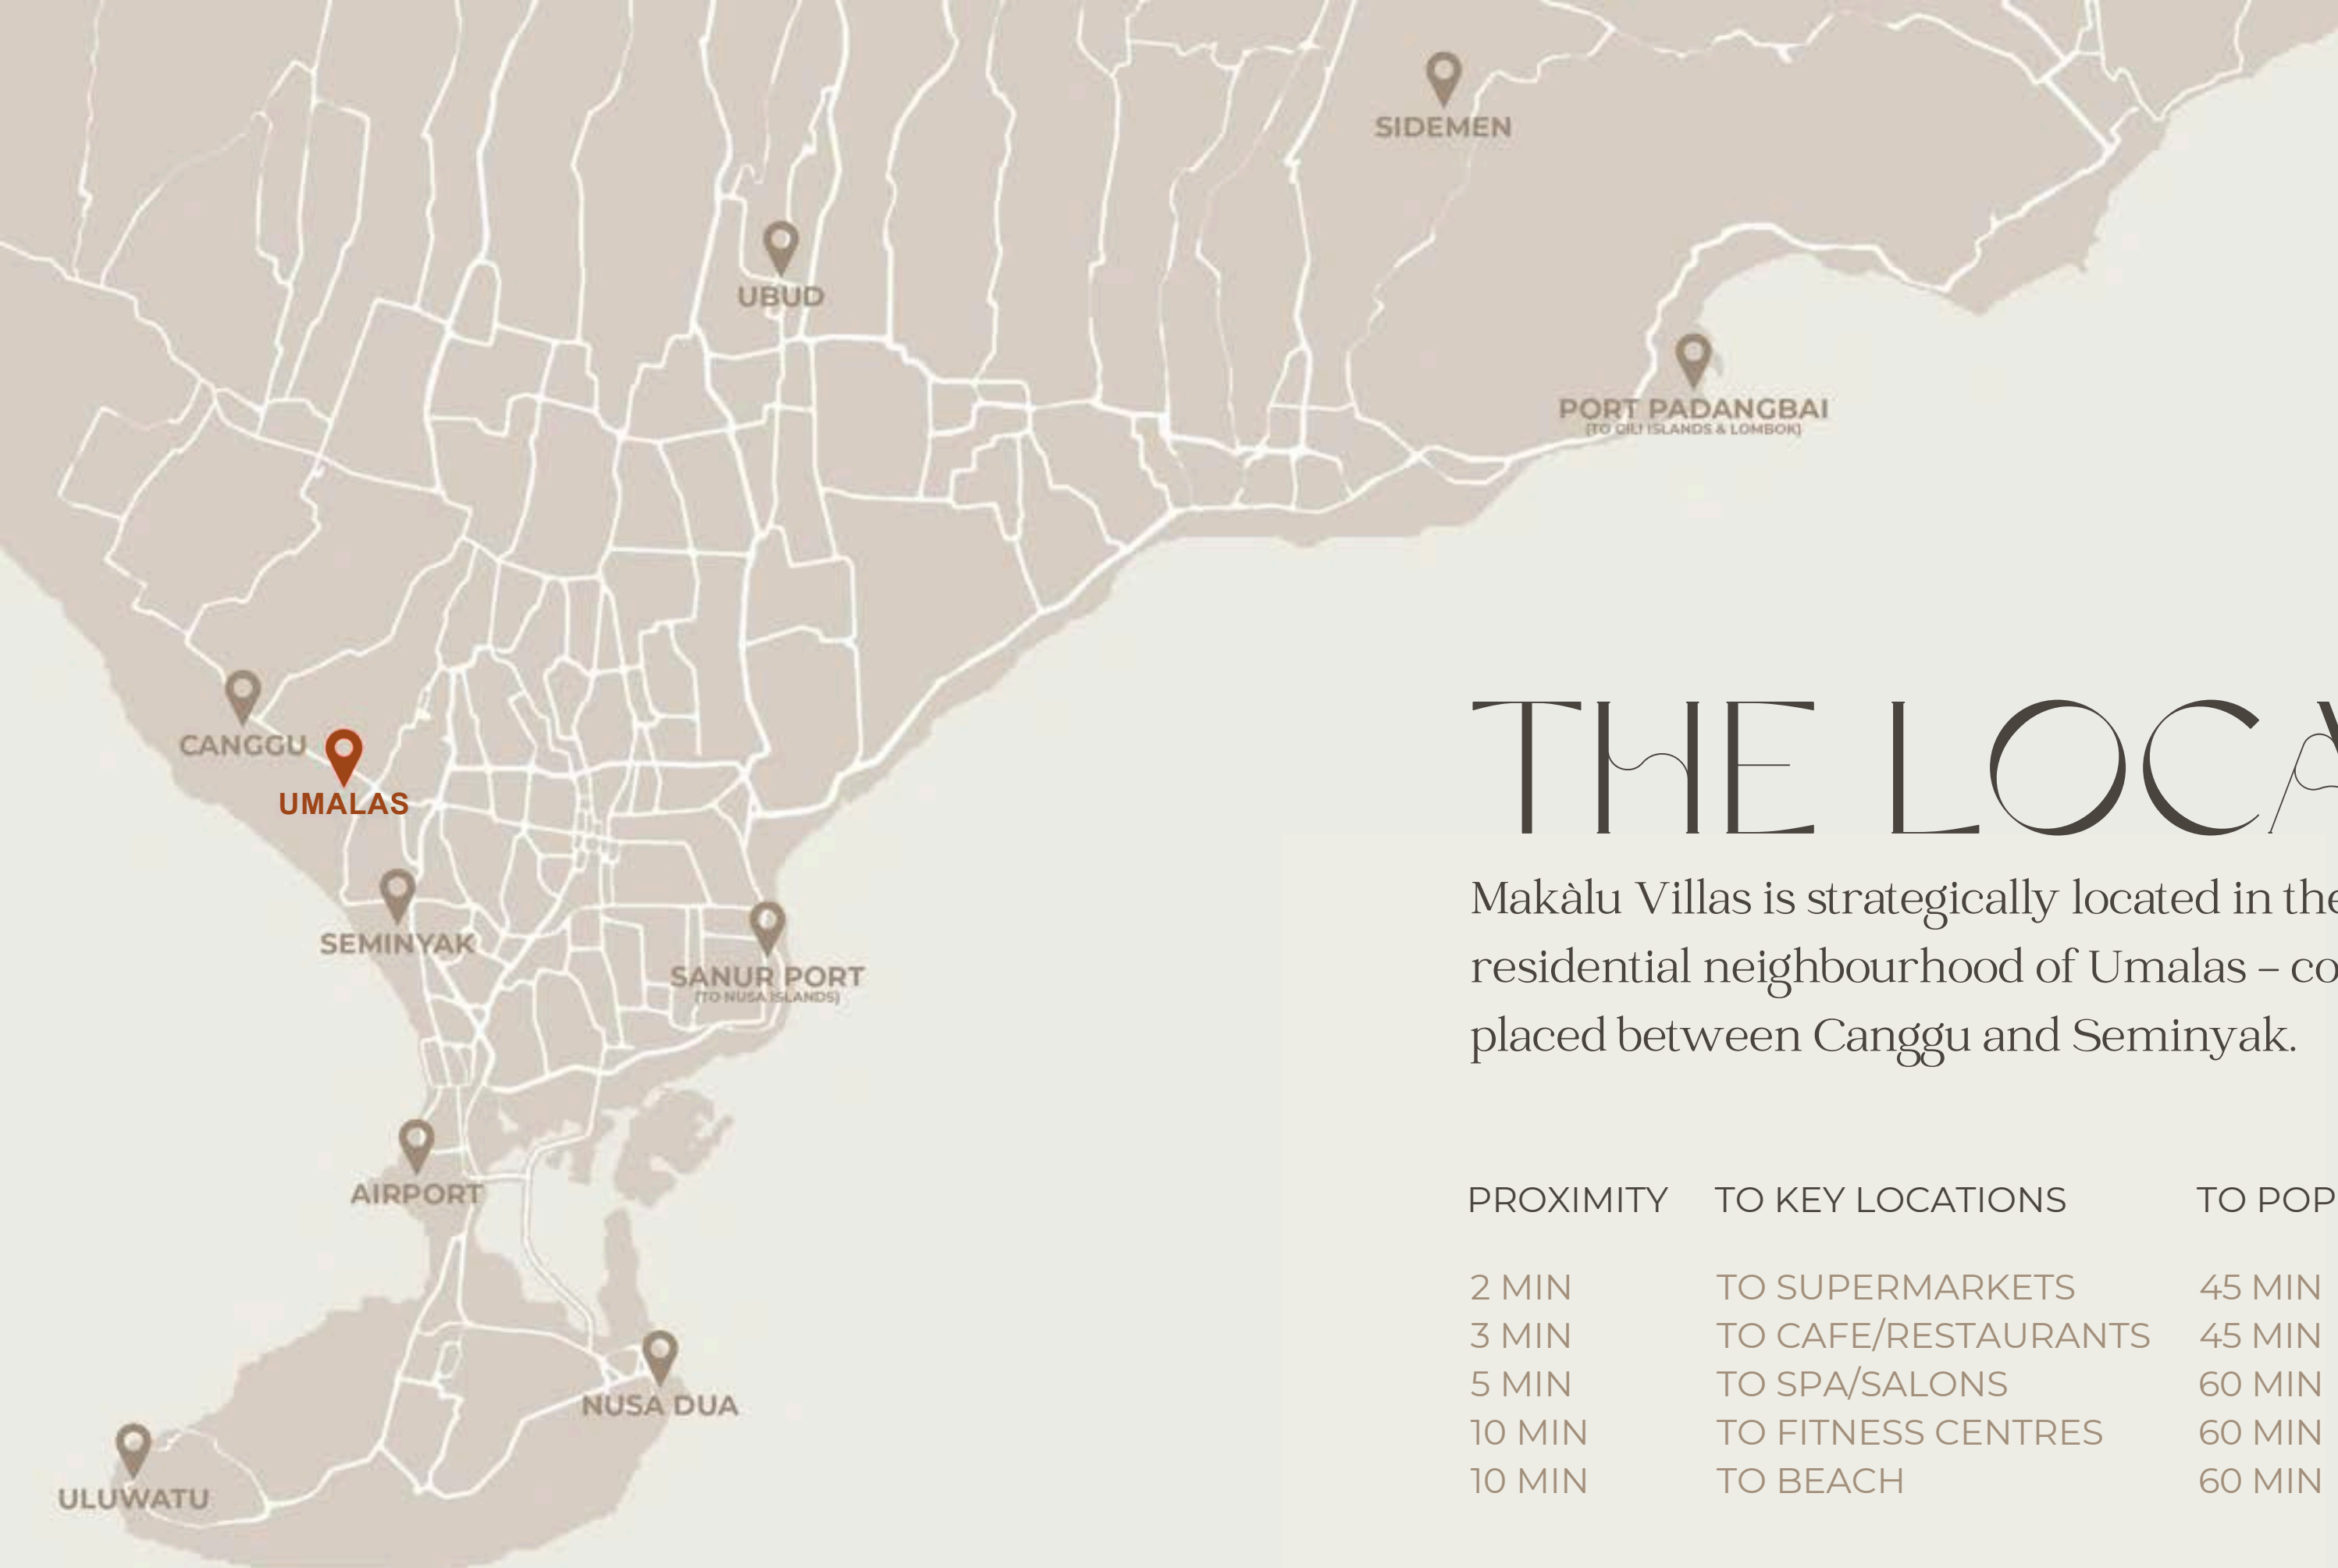 SIDEMEN
UBUD
PORT PADANGBAI
(TO GILI ISLANDS & LOMBOK)
CANGGU
UMALAS
SEMINYAK
SANUR PORT
(TO NUSA ISLANDS)
AIRPORT
NUSA DUA
ULUWATU
THE LOCA
Makàlu Villas is strategically located in the
residential neighbourhood of Umalas – co
placed between Canggu and Seminyak.
PROXIMITY TO KEY LOCATIONS TO POP
2 MIN TO SUPERMARKETS 45 MIN
3 MIN TO CAFE/RESTAURANTS 45 MIN
5 MIN TO SPA/SALONS 60 MIN
10 MIN TO FITNESS CENTRES 60 MIN
10 MIN TO BEACH 60 MIN